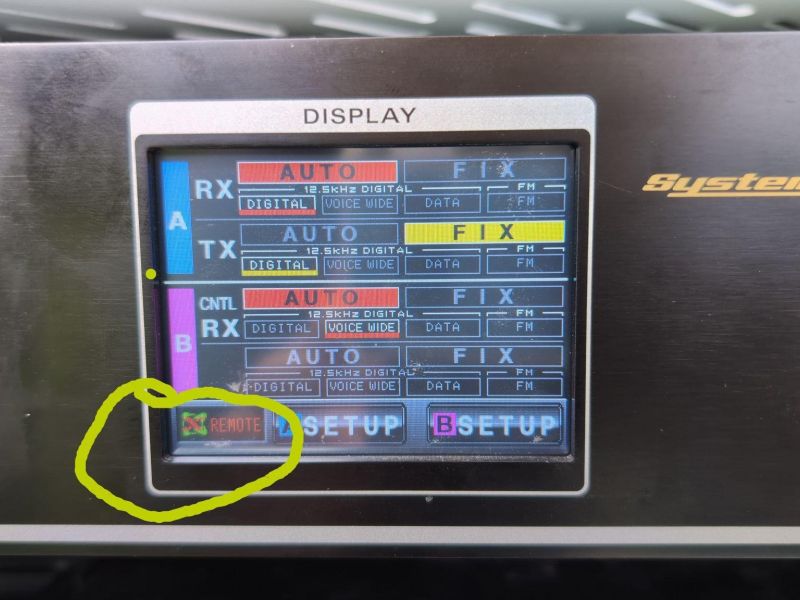 DISPLAY
System
A
RX
AUTO
FIX
12.5kHz DIGITAL
FM
DIGITAL
VOICE WIDE
DATA
FM
TX
AUTO
FIX
12.5kHz DIGITAL
FM
DIGITAL
VOICE WIDE
DATA
FM
B
CNTL
RX
AUTO
FIX
12.5kHz DIGITAL
FM
DIGITAL
VOICE WIDE
DATA
FM
AUTO
FIX
12.5kHz DIGITAL
FM
DIGITAL
VOICE WIDE
DATA
FM
REMOTE
A SETUP
B SETUP